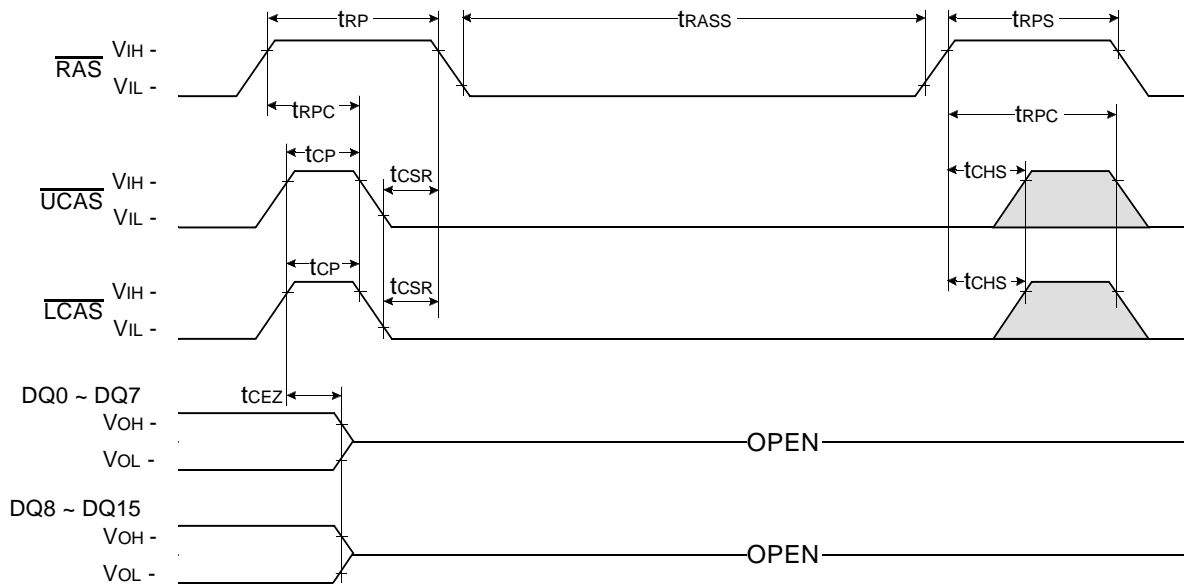 tRP tRASS tRPS
RAS VIH -
VIL -
tRPC tRPC
tCP tCSR tCHS
UCAS VIH -
VIL -
tCP tCSR tCHS
LCAS VIH -
VIL -
DQ0 ~ DQ7 tCEZ
VOH -
OPEN
VOL -
DQ8 ~ DQ15
VOH -
OPEN
VOL -